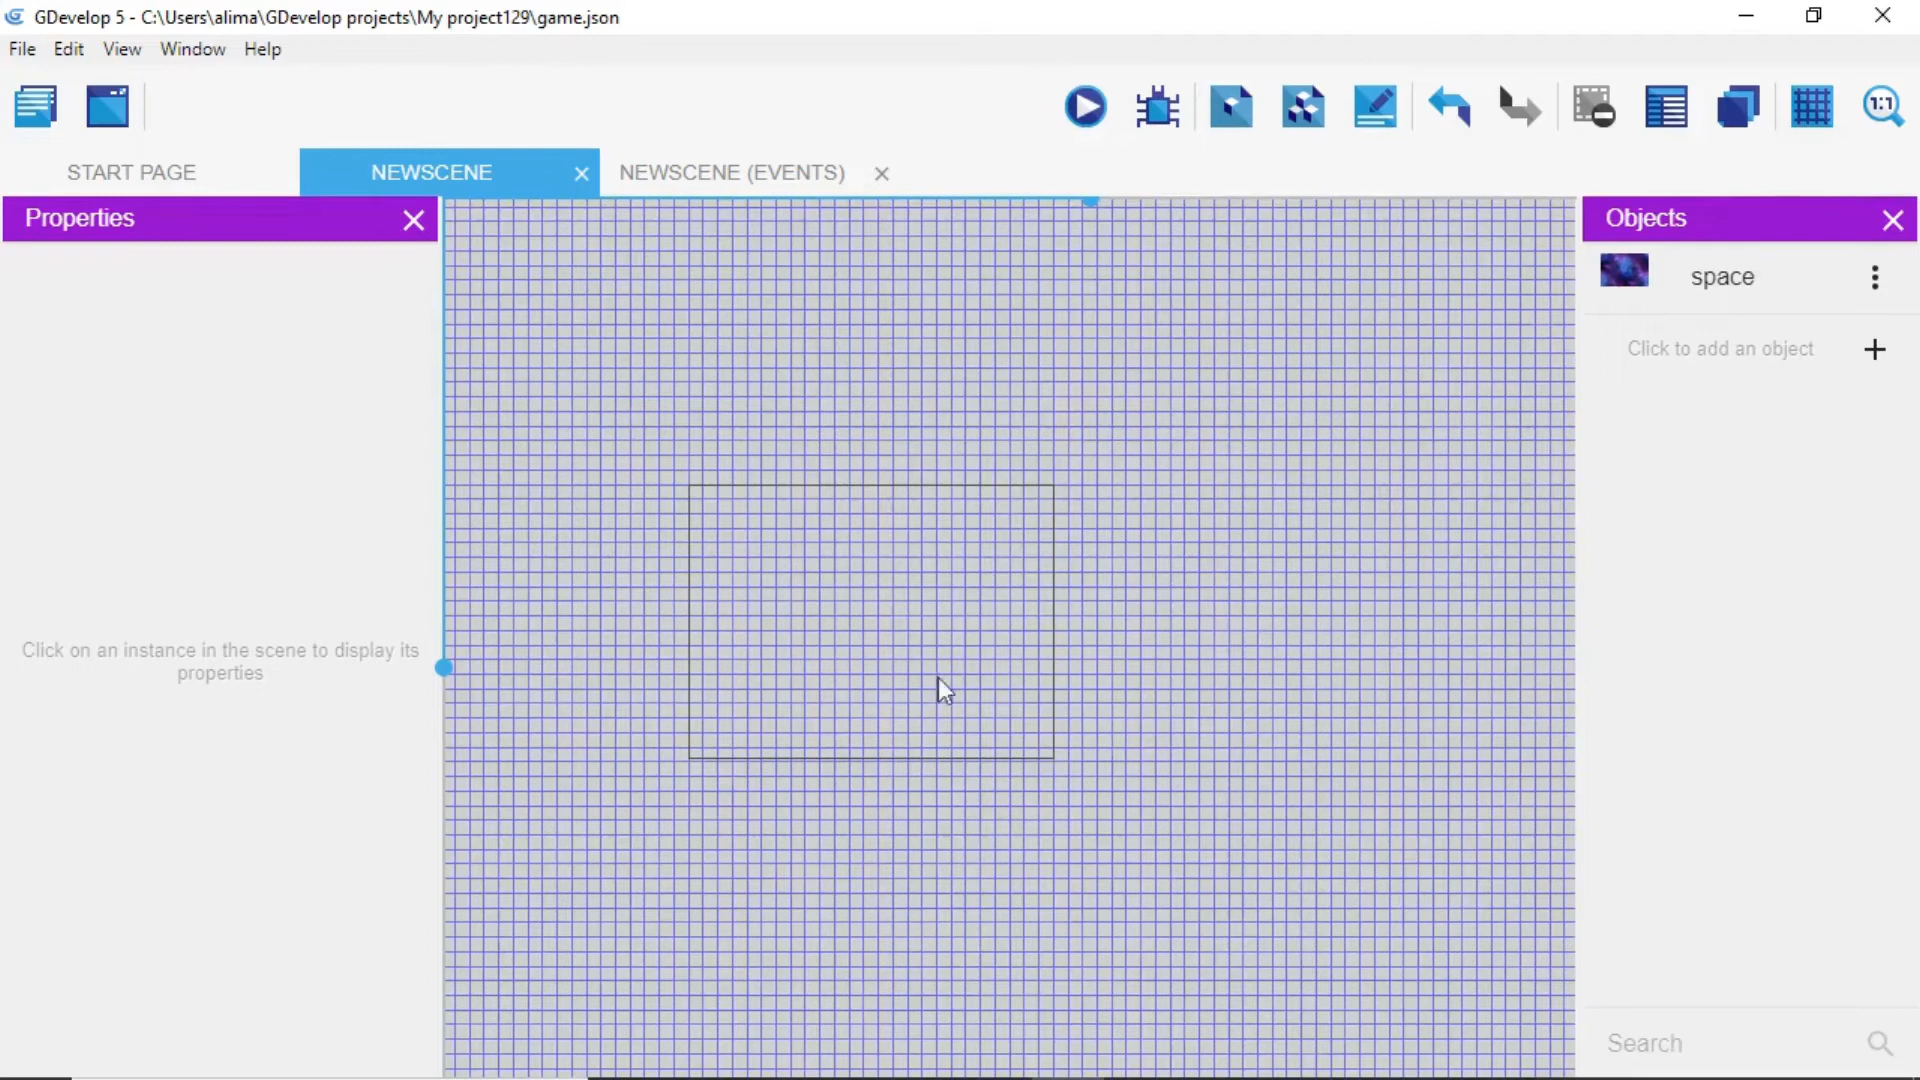 GDevelop 5 - C:\Users\alima\GDevelop projects\My project129\game.json
File Edit View Window Help
1:1
START PAGE NEWSCENE NEWSCENE (EVENTS)
Properties
Objects
space
Click to add an object
Click on an instance in the scene to display its
properties
Search